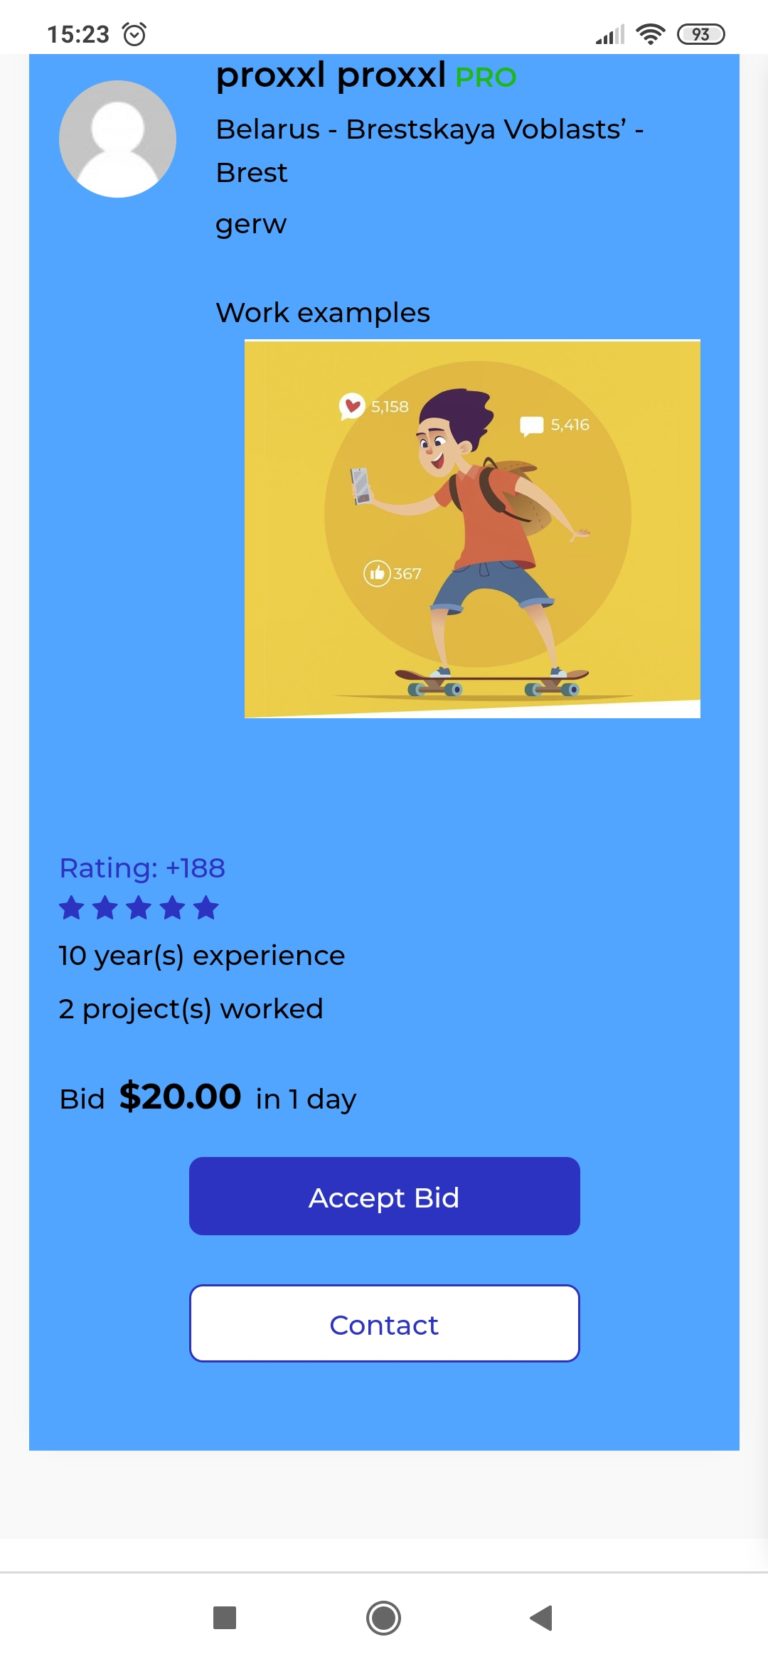 15:23
93
proxxl proxxl PRO
Belarus - Brestskaya Voblasts’ -
Brest
gerw
Work examples
5,158
5,416
367
Rating: +188
10 year(s) experience
2 project(s) worked
Bid $20.00 in 1 day
Accept Bid
Contact